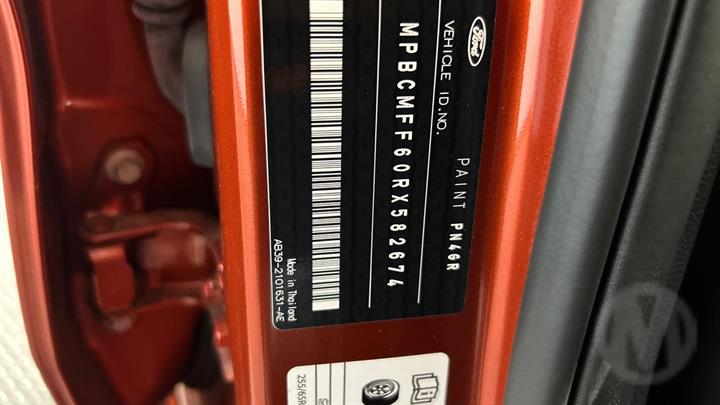 Ford
VEHICLE ID.NO.
PAINT PN4GR
MPBCMFF60RX582674
Made in Thailand
AB39-2101631-AE
255/65R
M